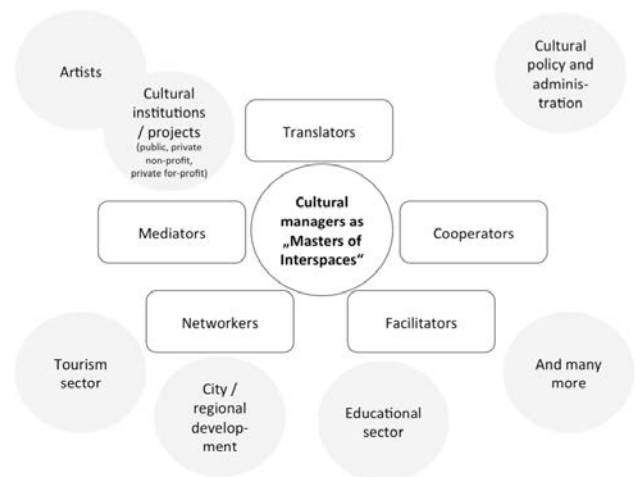 Artists
Cultural
institutions
/ projects
(public, private
non-profit,
private for-profit)
Cultural
policy and
adminis-
tration
Translators
Mediators
Cultural
managers as
„Masters of
Interspaces“
Cooperators
Networkers
Facilitators
Tourism
sector
City /
regional
develop-
ment
Educational
sector
And many
more